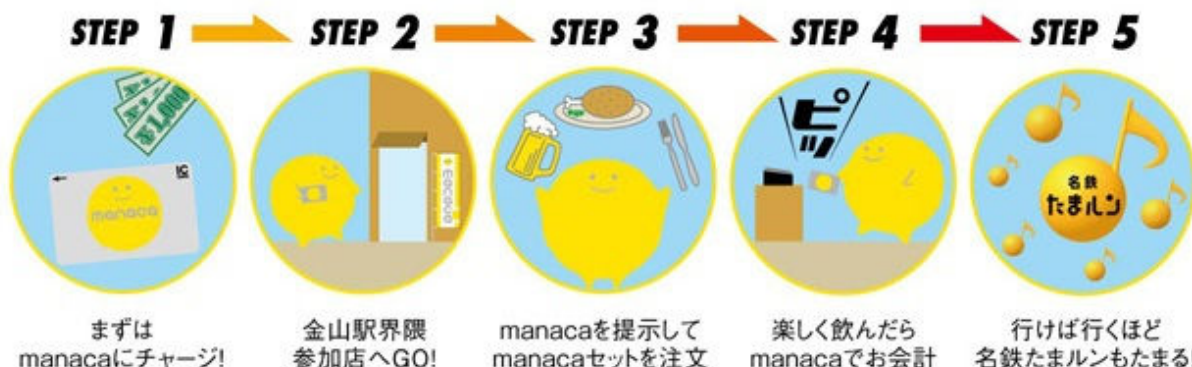 STEP 1
STEP 2
STEP 3
STEP 4
STEP 5
¥1,000
IC
manaca
manaca
ピッ
名鉄
たまルン
まずは
manacaにチャージ!
金山駅界隈
参加店へGO!
manacaを提示して
manacaセットを注文
楽しく飲んだら
manacaでお会計
行けば行くほど
名鉄たまルンもたまる!